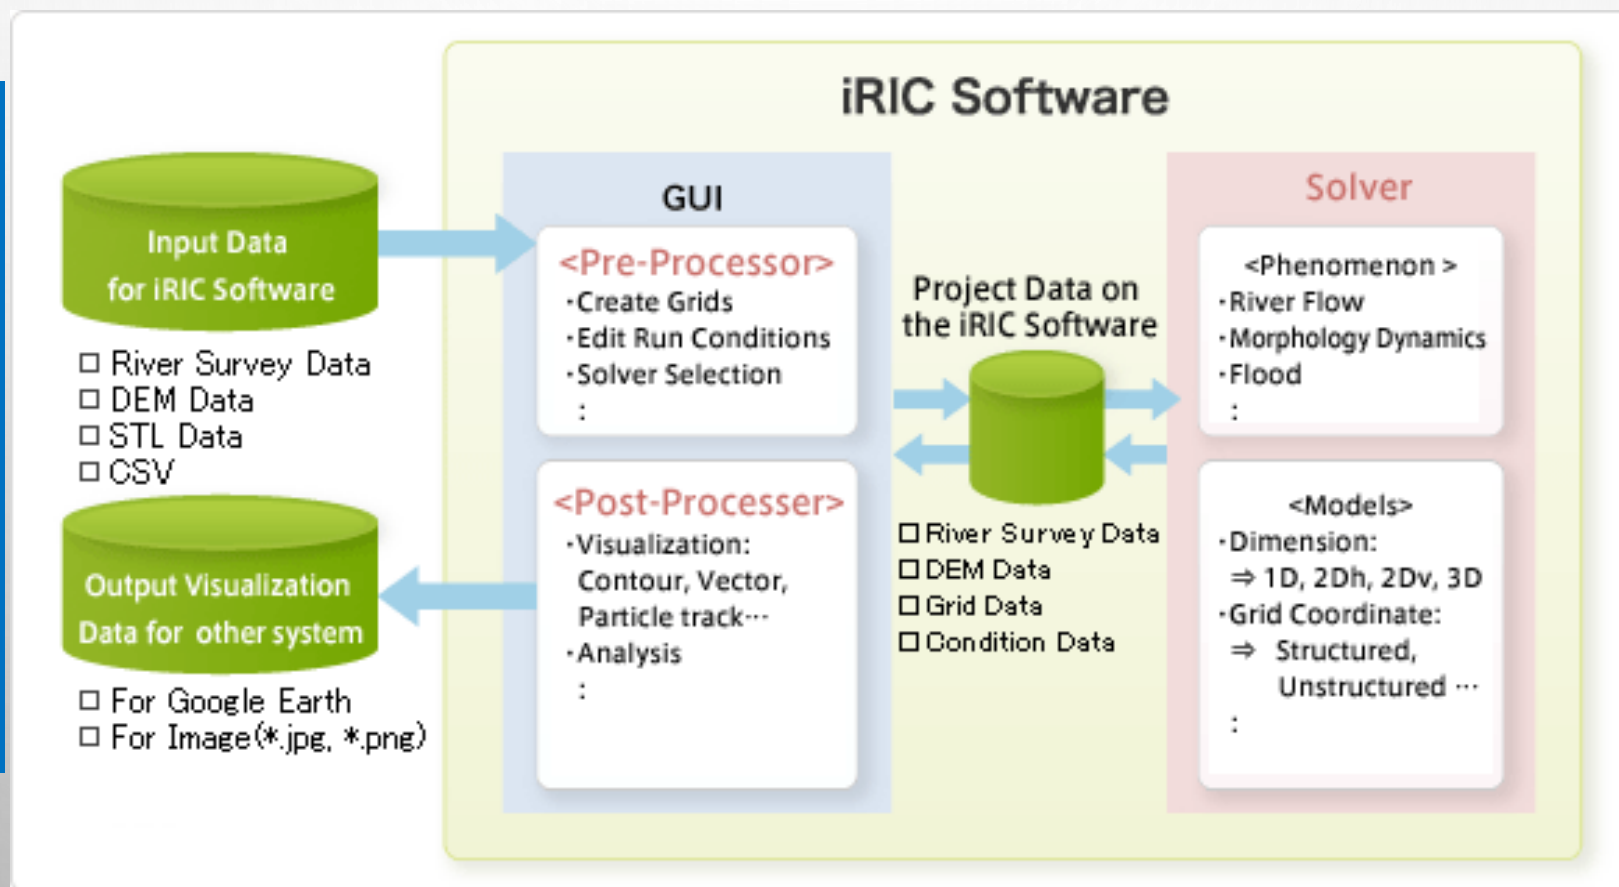 iRIC Software
Input Data
for iRIC Software
□ River Survey Data
□ DEM Data
□ STL Data
□ CSV
Output Visualization
Data for other system
□ For Google Earth
□ For Image(*.jpg, *.png)
GUI
<Pre-Processor>
・Create Grids
・Edit Run Conditions
・Solver Selection
:
<Post-Processer>
・Visualization:
Contour, Vector,
Particle track…
・Analysis
:
Project Data on
the iRIC Software
□ River Survey Data
□ DEM Data
□ Grid Data
□ Condition Data
Solver
<Phenomenon >
・River Flow
・Morphology Dynamics
・Flood
:
<Models>
・Dimension:
⇒ 1D, 2Dh, 2Dv, 3D
・Grid Coordinate:
⇒ Structured,
Unstructured …
: